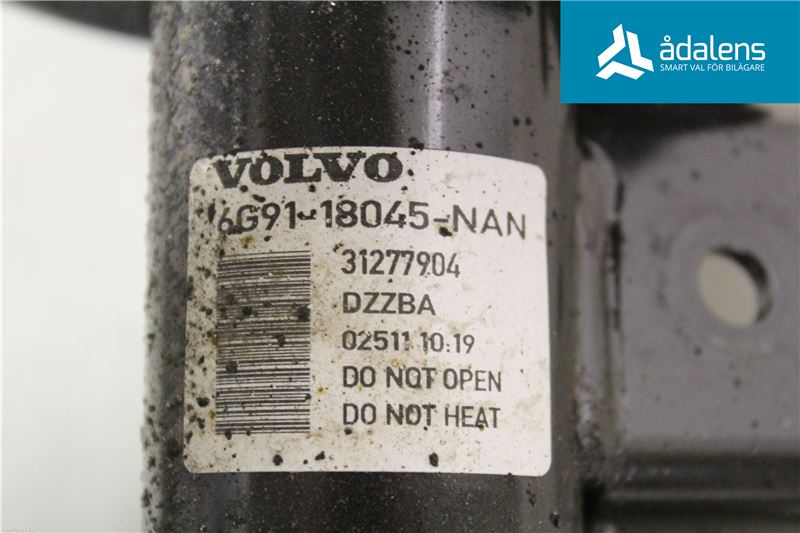 ådalens
SMART VAL FÖR BILÄGARE
VOLVO
6G91-18045-NAN
31277904
DZZBA
02511 10:19
DO NOT OPEN
DO NOT HEAT